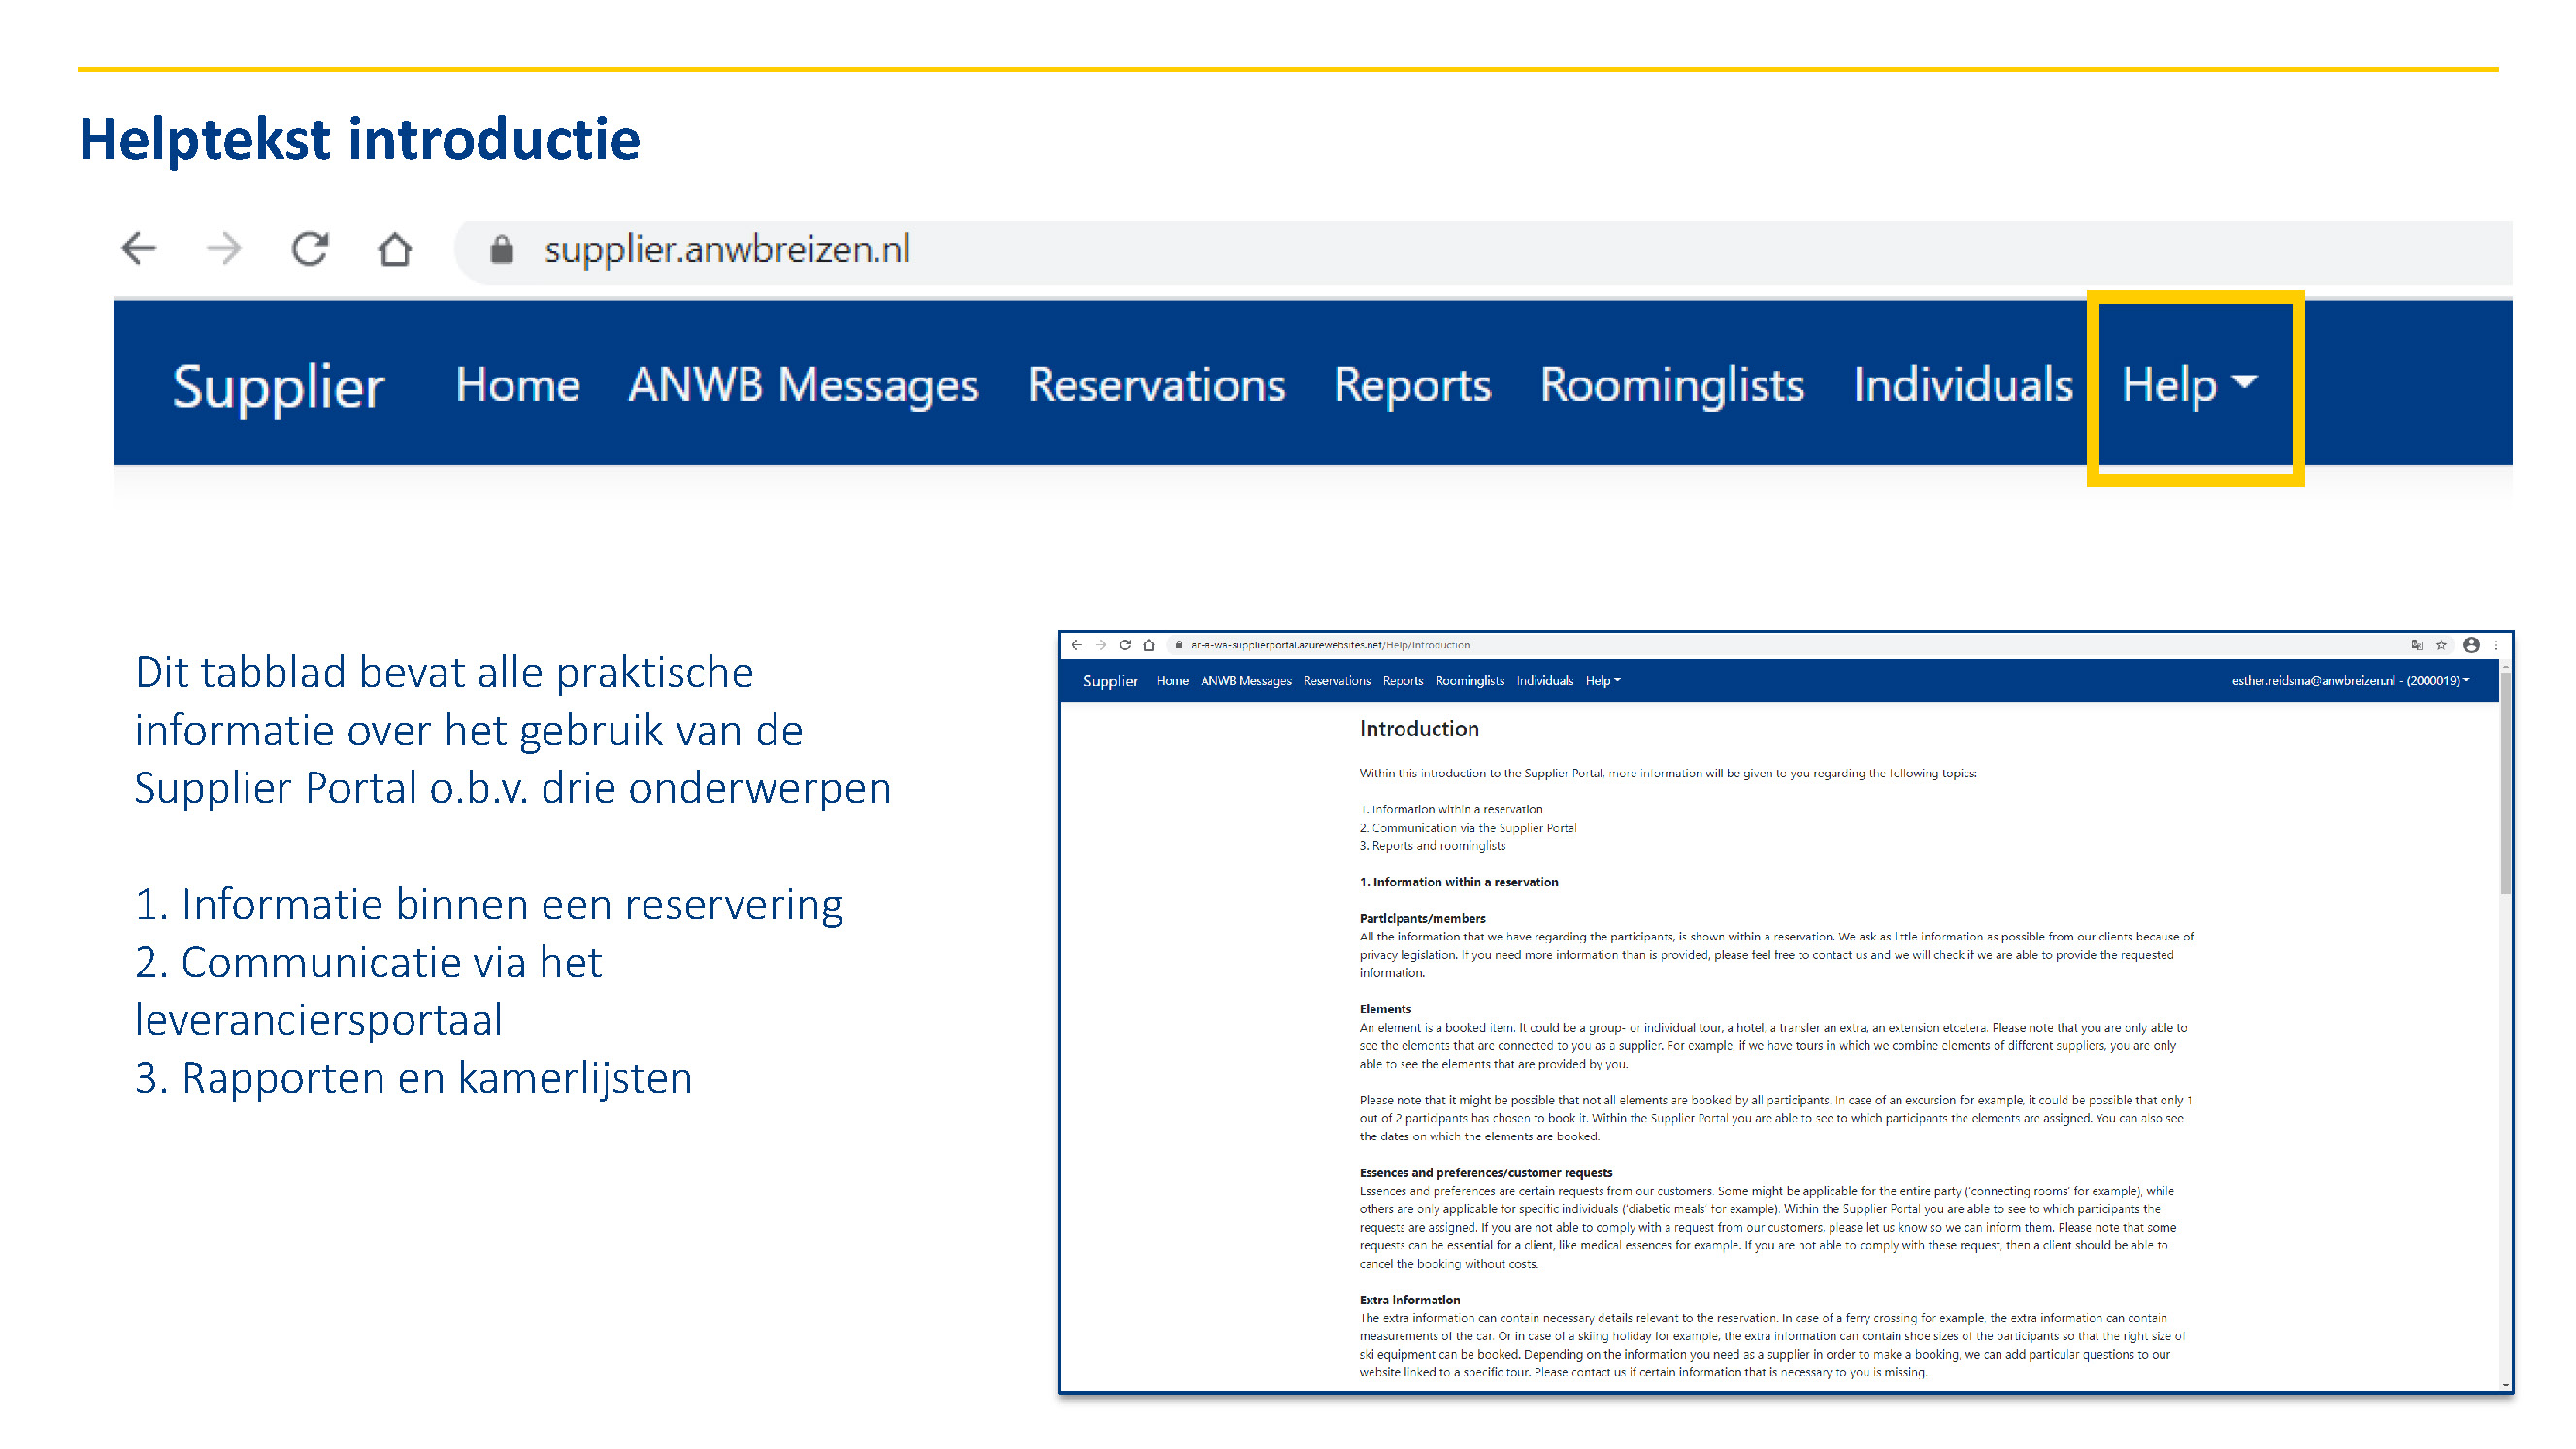 Helptekst introductie
supplier.anwbreizen.nl
Supplier Home ANWB Messages Reservations Reports Roominglists Individuals Help
Dit tabblad bevat alle praktische
informatie over het gebruik van de
Supplier Portal o.b.v. drie onderwerpen
1. Informatie binnen een reservering
2. Communicatie via het
leveranciersportaal
3. Rapporten en kamerlijsten
ar-a-wa-supplierportal.azurewebsites.net/Help/Introduction
Supplier Home ANWB Messages Reservations Reports Roominglists Individuals Help esther.reidsma@anwbreizen.nl - (2000019)
Introduction
Within this introduction to the Supplier Portal, more information will be given to you regarding the following topics:
1. Information within a reservation
2. Communication via the Supplier Portal
3. Reports and roominglists
1. Information within a reservation
Participants/members
All the information that we have regarding the participants, is shown within a reservation. We ask as little information as possible from our clients because of
privacy legislation. If you need more information than is provided, please feel free to contact us and we will check if we are able to provide the requested
information.
Elements
An element is a booked item. It could be a group- or individual tour, a hotel, a transfer an extra, an extension etcetera. Please note that you are only able to
see the elements that are connected to you as a supplier. For example, if we have tours in which we combine elements of different suppliers, you are only
able to see the elements that are provided by you.
Please note that it might be possible that not all elements are booked by all participants. In case of an excursion for example, it could be possible that only 1
out of 2 participants has chosen to book it. Within the Supplier Portal you are able to see to which participants the elements are assigned. You can also see
the dates on which the elements are booked.
Essences and preferences/customer requests
Essences and preferences are certain requests from our customers. Some might be applicable for the entire party ('connecting rooms' for example), while
others are only applicable for specific individuals ('diabetic meals' for example). Within the Supplier Portal you are able to see to which participants the
requests are assigned. If you are not able to comply with a request from our customers, please let us know so we can inform them. Please note that some
requests can be essential for a client, like medical essences for example. If you are not able to comply with these request, then a client should be able to
cancel the booking without costs.
Extra information
The extra information can contain necessary details relevant to the reservation. In case of a ferry crossing for example, the extra information can contain
measurements of the car. Or in case of a skiing holiday for example, the extra information can contain shoe sizes of the participants so that the right size of
ski equipment can be booked. Depending on the information you need as a supplier in order to make a booking, we can add particular questions to our
website linked to a specific tour. Please contact us if certain information that is necessary to you is missing.